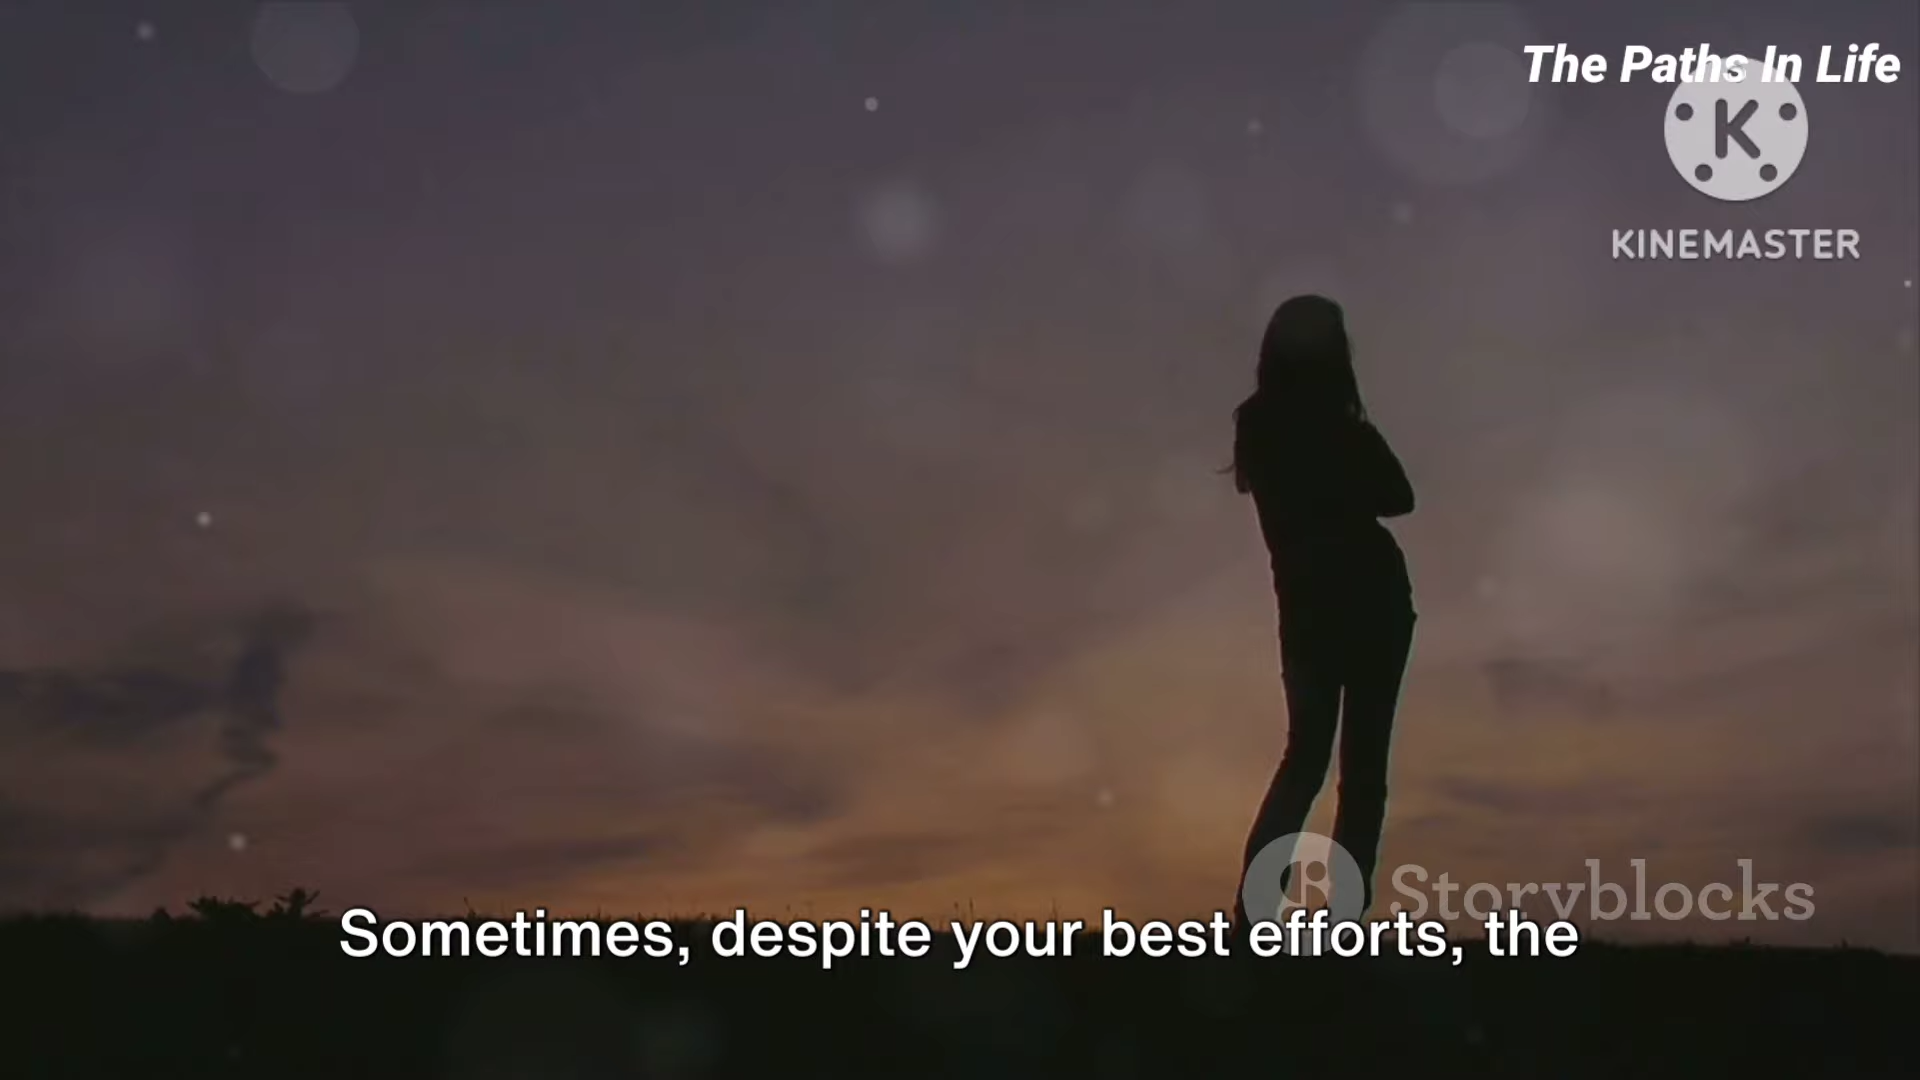 The Paths In Life
K
KINEMASTER
Storyblocks
Sometimes, despite your best efforts, the